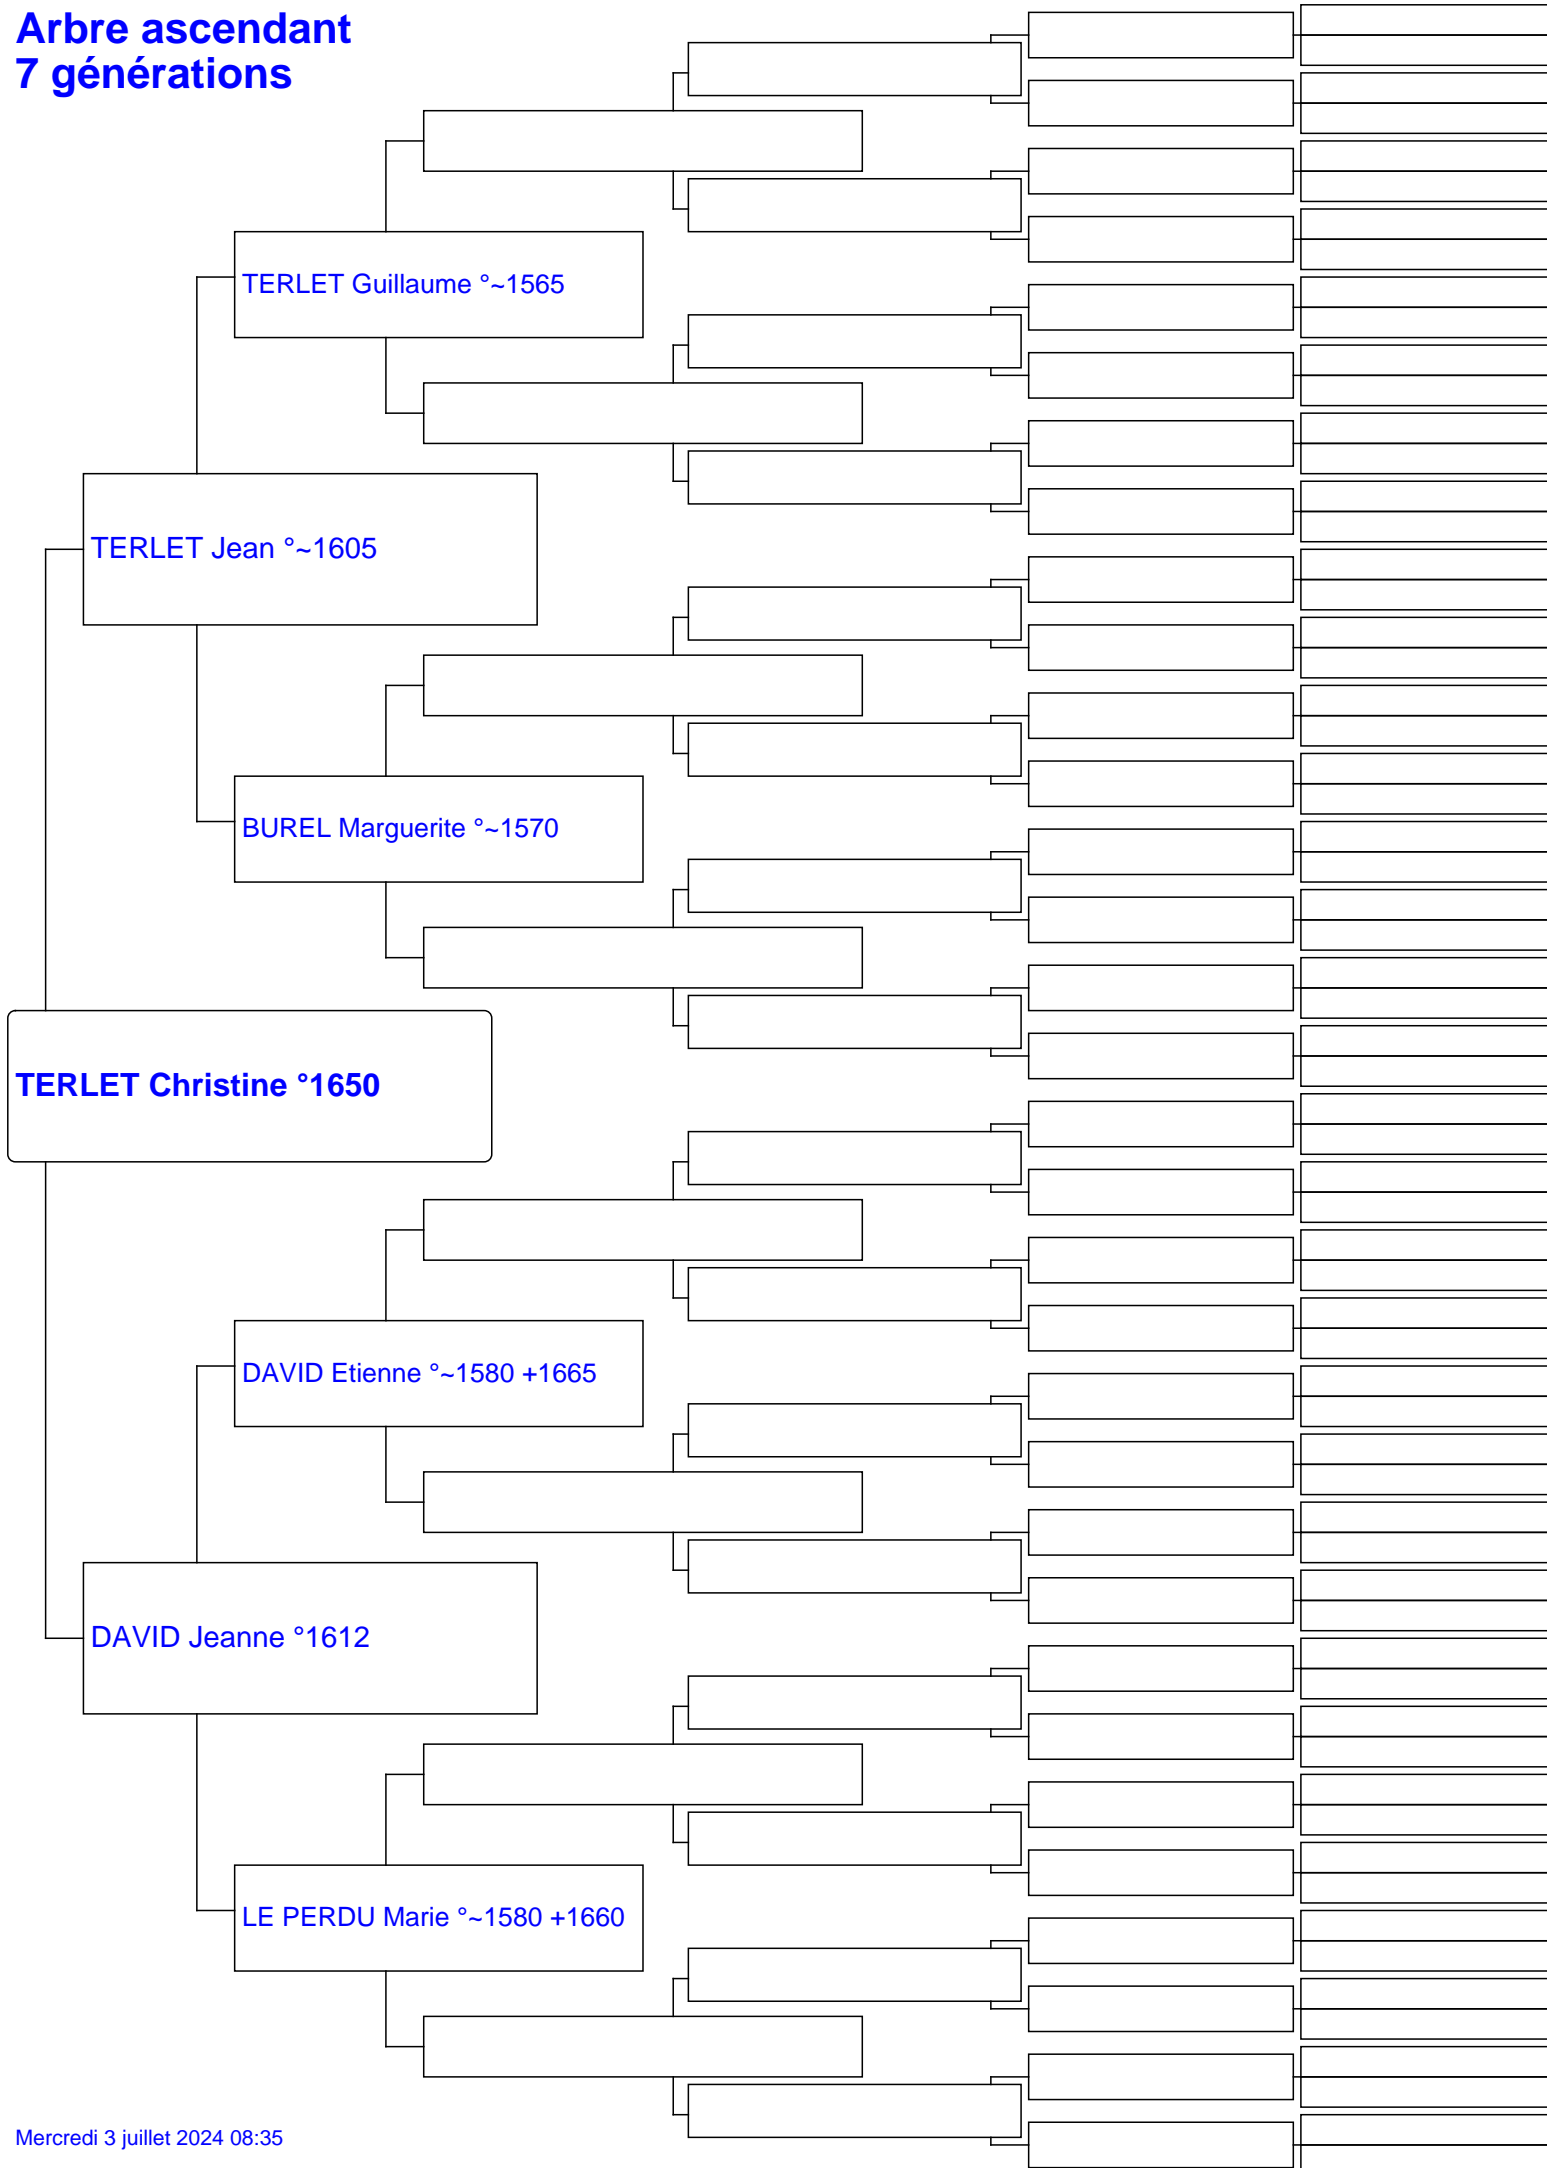 Arbre ascendant
7 générations
TERLET Guillaume °~1565
TERLET Jean °~1605
BUREL Marguerite °~1570
TERLET Christine °1650
DAVID Etienne °~1580 +1665
DAVID Jeanne °1612
LE PERDU Marie °~1580 +1660
Mercredi 3 juillet 2024 08:35